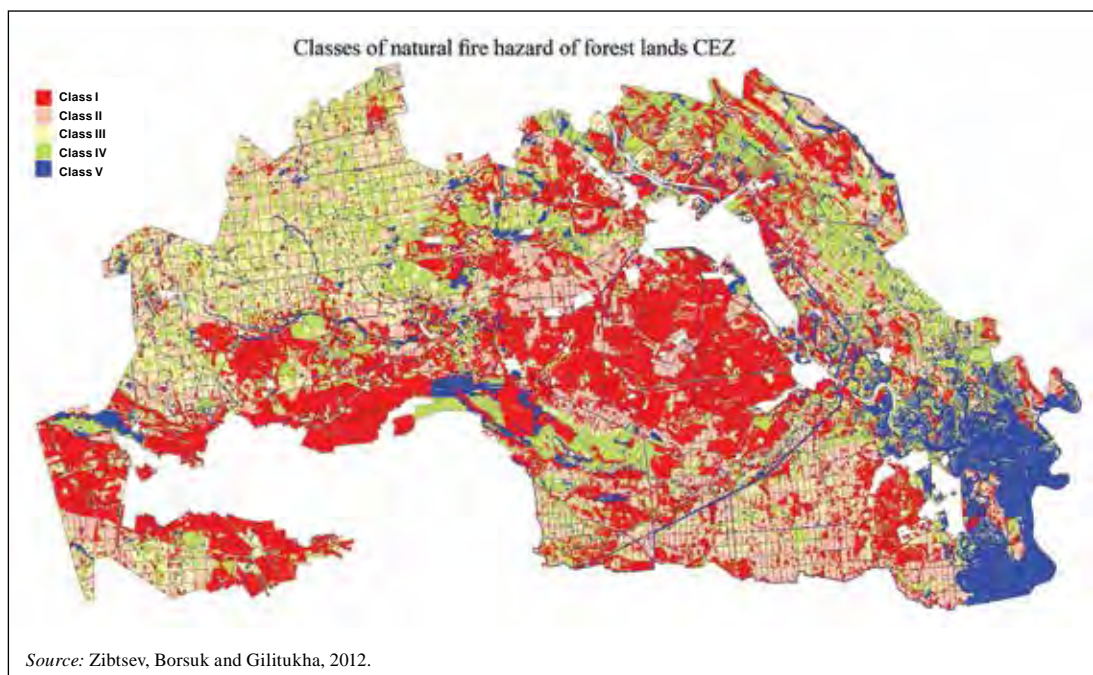 Classes of natural fire hazard of forest lands CEZ
Class I
Class II
Class III
Class IV
Class V
Source: Zibtsev, Borsuk and Gilitukha, 2012.